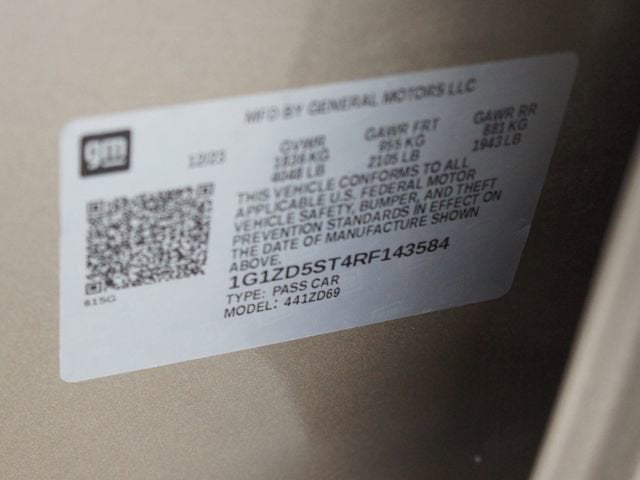 MFD BY GENERAL MOTORS LLC
gm
12/23
GVWR
GAWR FRT
GAWR RR
1836 KG
955 KG
881 KG
4048 LB
2105 LB
1943 LB
THIS VEHICLE CONFORMS TO ALL
APPLICABLE U.S. FEDERAL MOTOR
VEHICLE SAFETY, BUMPER, AND THEFT
PREVENTION STANDARDS IN EFFECT ON
THE DATE OF MANUFACTURE SHOWN
ABOVE.
1G1ZD5ST4RF143584
TYPE: PASS CAR
MODEL: 441ZD69
815G